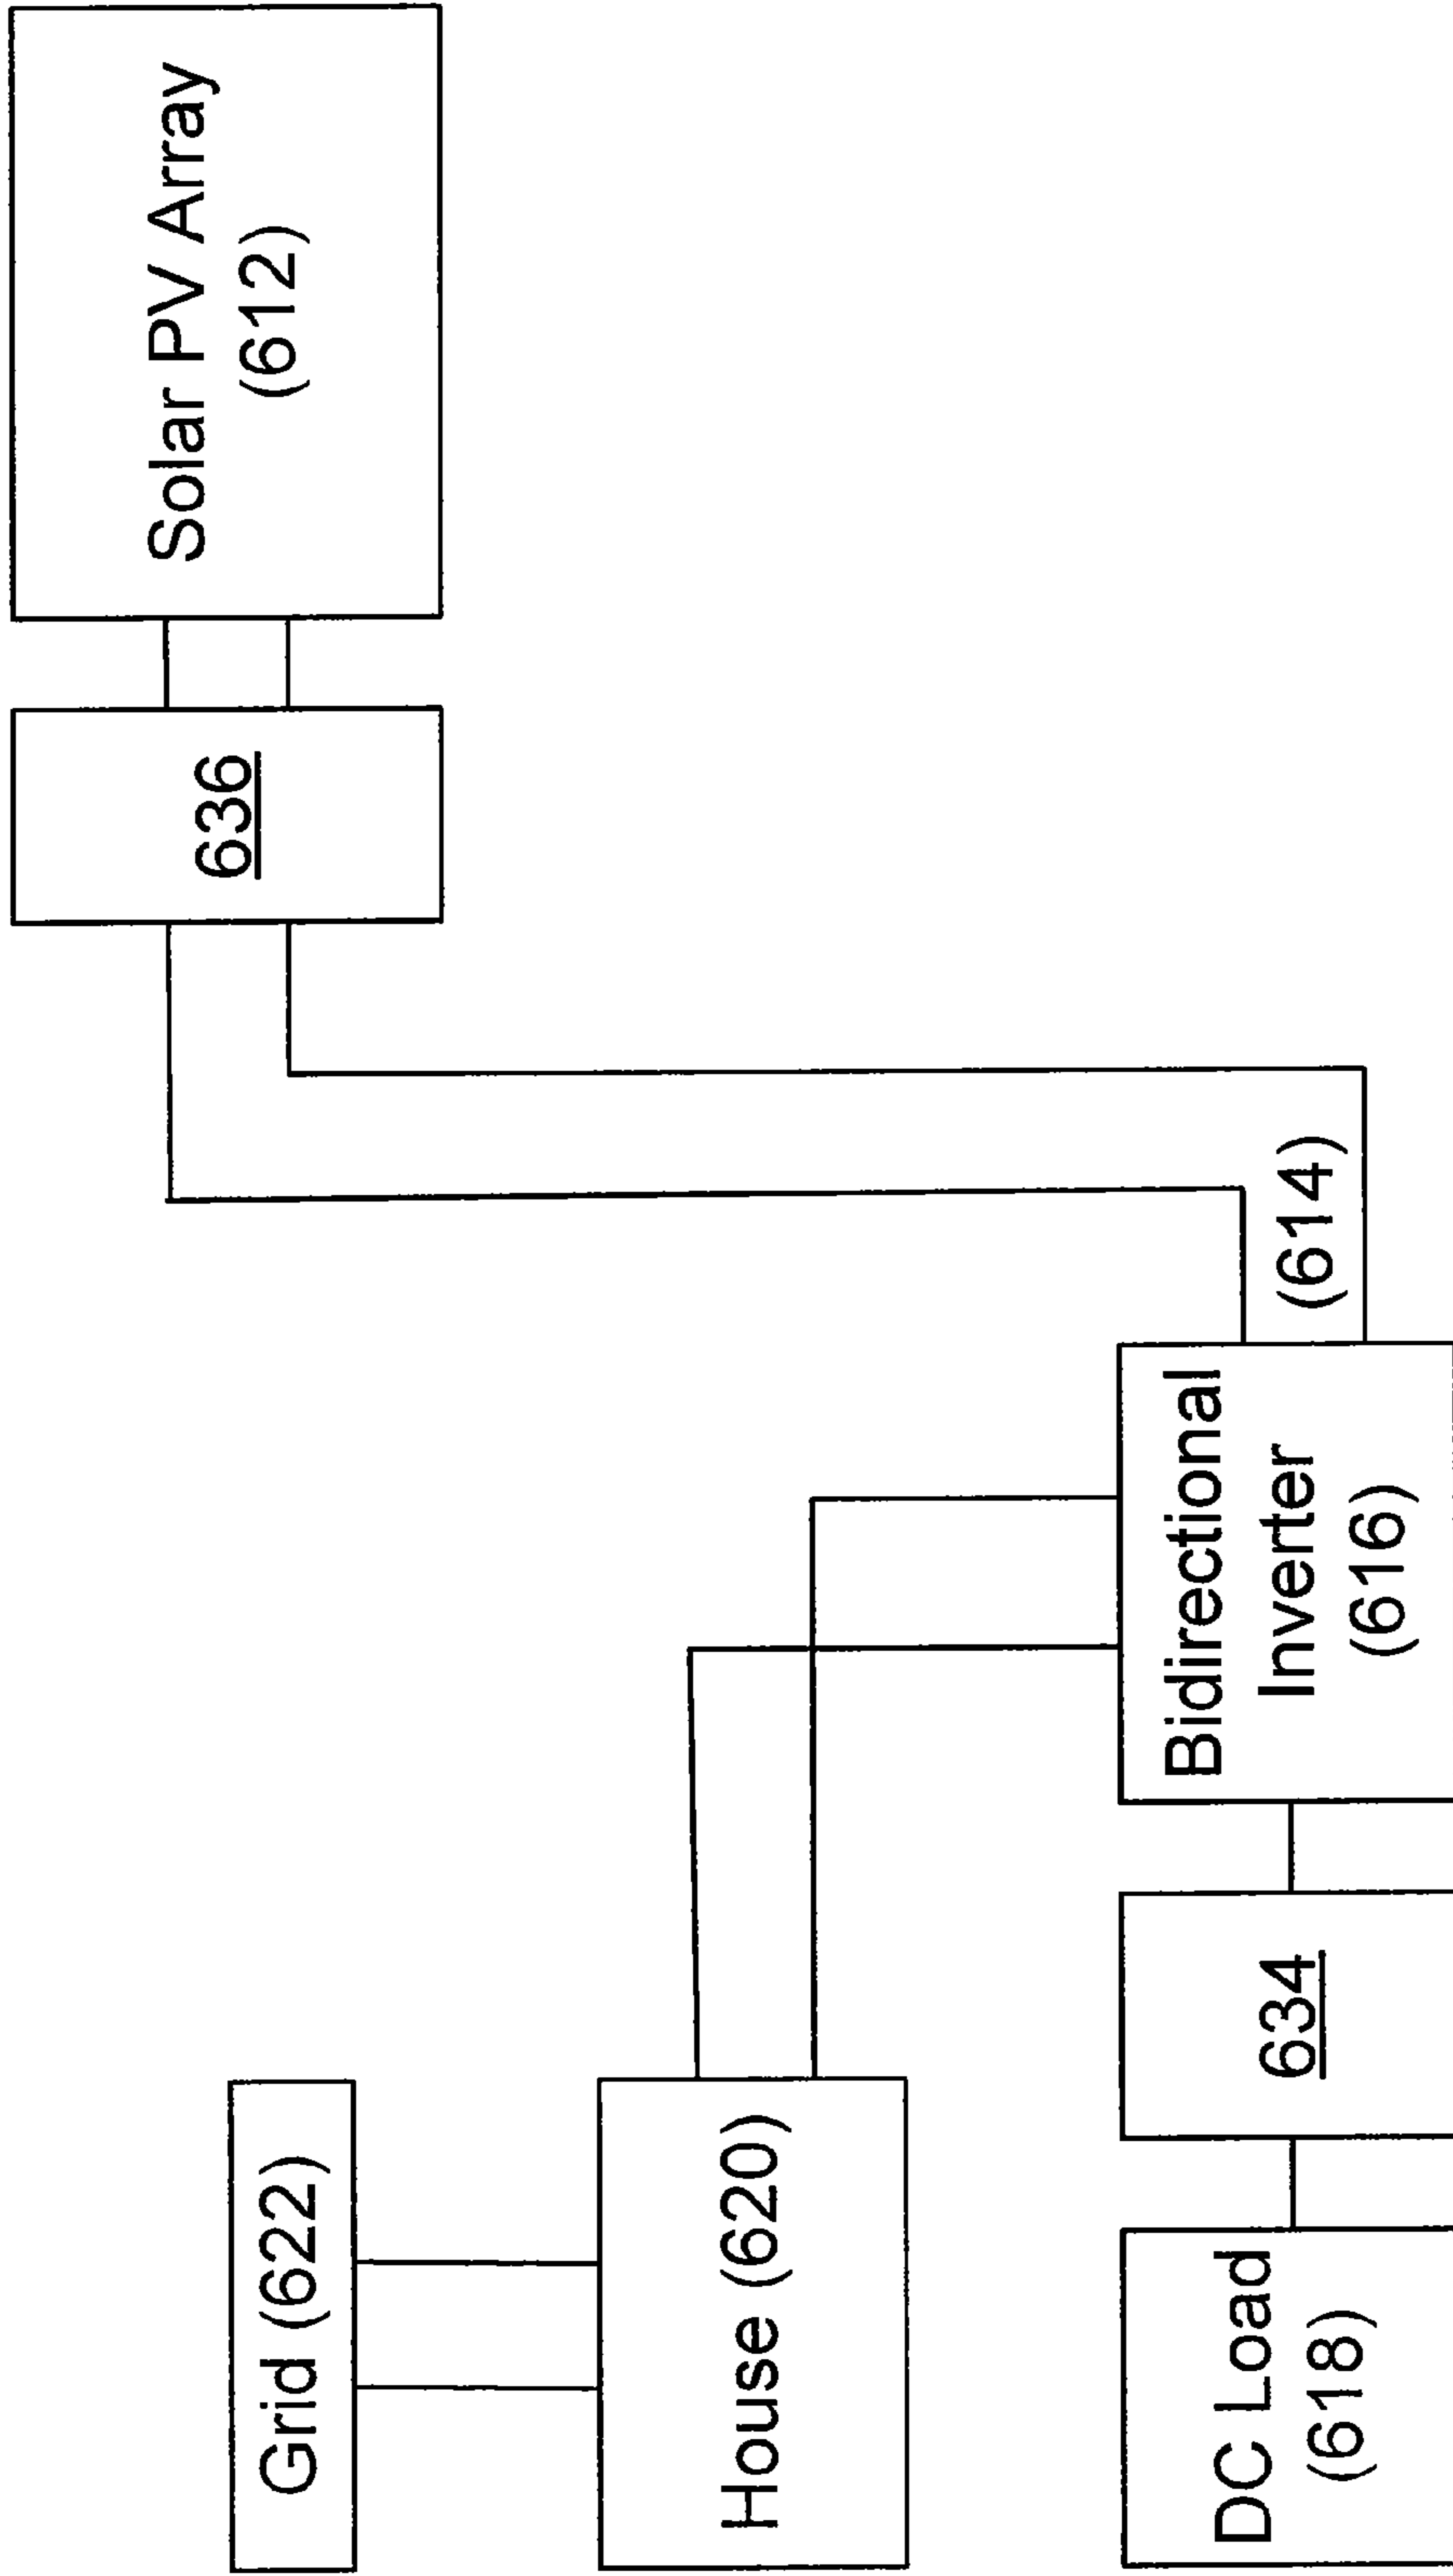 Solar PV Array
(612)
636
Grid (622)
House (620)
(614)
Bidirectional
Inverter
(616)
634
DC Load
(618)